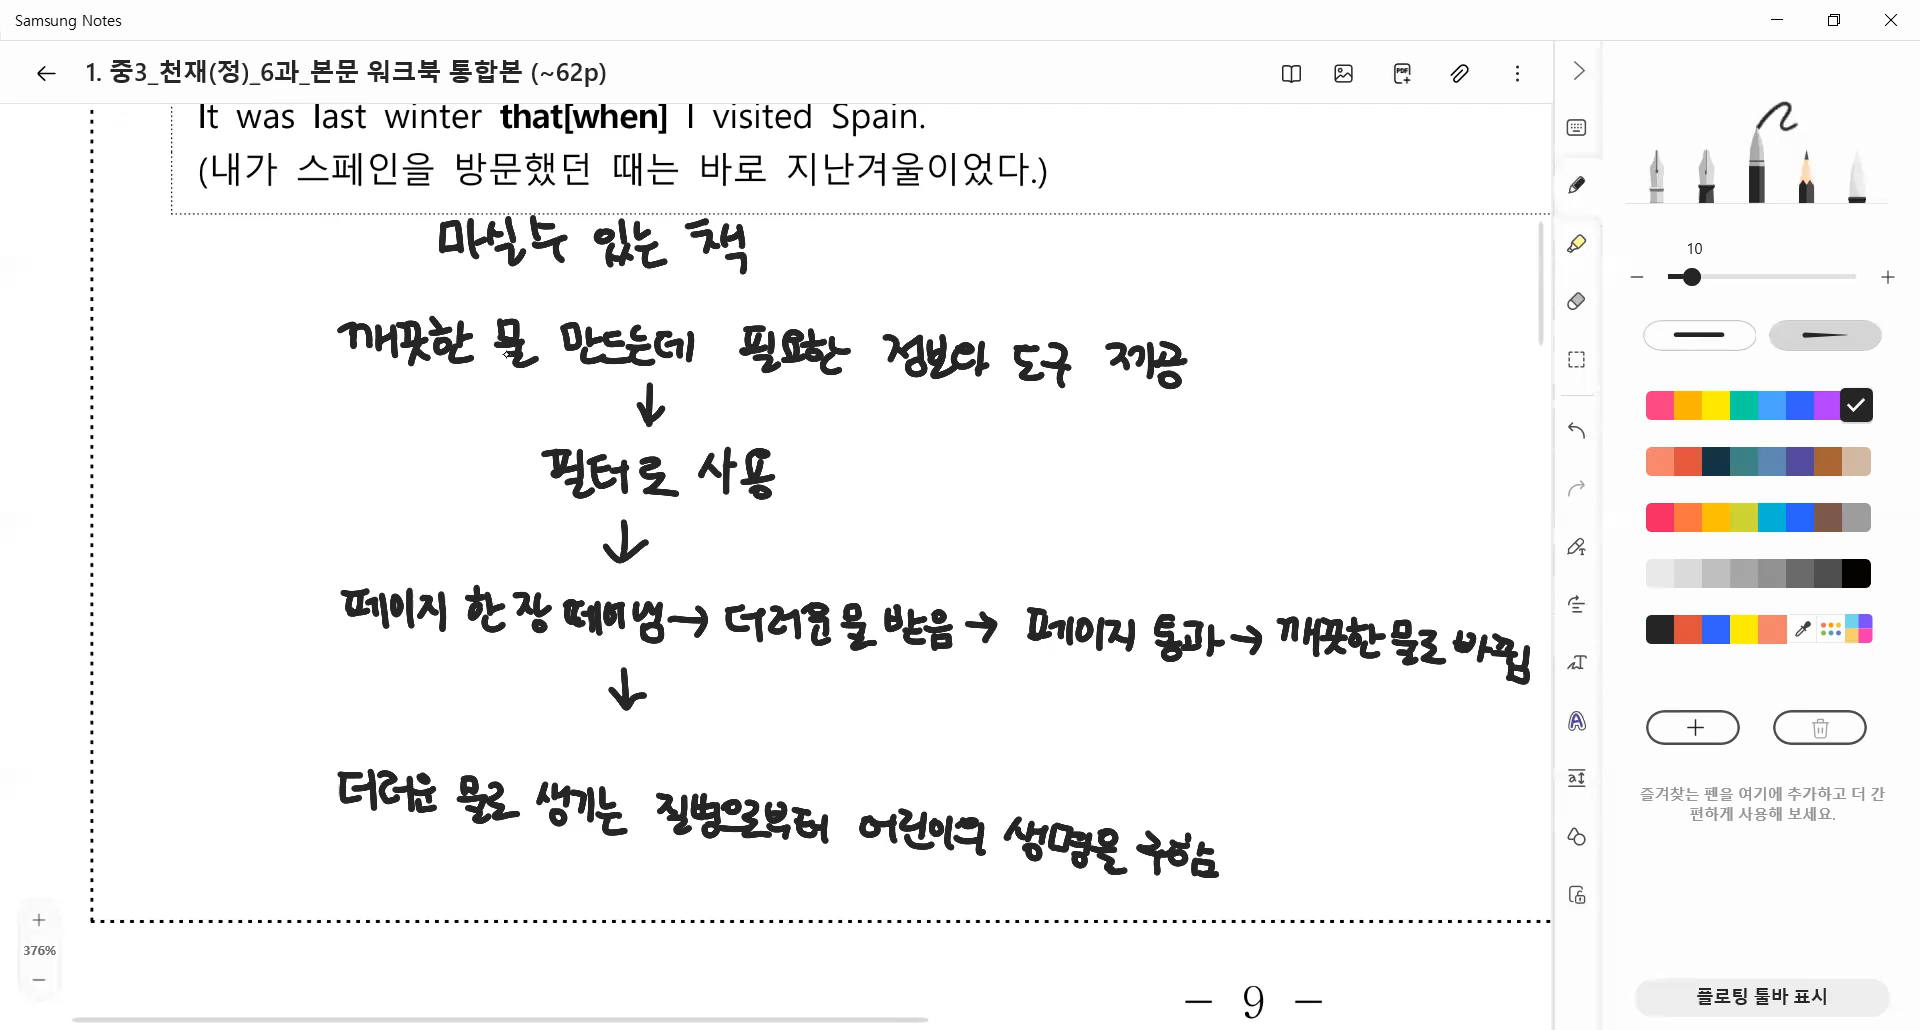 Samsung Notes
1. 중3_천재(정)_6과_본문 워크북 통합본 (~62p)
It was last winter that[when] I visited Spain.
(내가 스페인을 방문했던 때는 바로 지난겨울이었다.)
마실수 있는 책
깨끗한 물 만드는데 필요한 정보와 도구 제공
↓
필터로 사용
↓
페이지 한 장 떼어냄→ 더러운 물 받음 → 페이지 통과 → 깨끗한 물로 바뀜
↓
더러운 물로 생기는 질병으로부터 어린이의 생명을 구함
- 9 -
376%
10
즐겨찾는 펜을 여기에 추가하고 더 간
편하게 사용해 보세요.
플로팅 툴바 표시